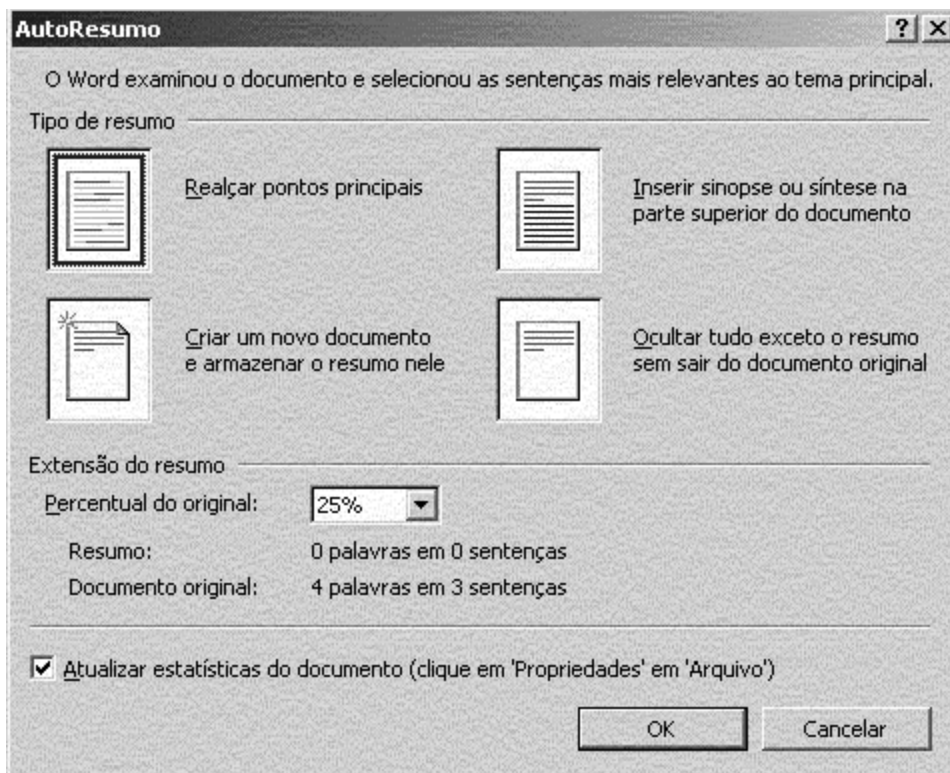 AutoResumo
O Word examinou o documento e selecionou as sentenças mais relevantes ao tema principal.
Tipo de resumo
Realçar pontos principais
Inserir sinopse ou síntese na
parte superior do documento
Criar um novo documento
e armazenar o resumo nele
Ocultar tudo exceto o resumo
sem sair do documento original
Extensão do resumo
Percentual do original: 25%
Resumo: 0 palavras em 0 sentenças
Documento original: 4 palavras em 3 sentenças
Atualizar estatísticas do documento (clique em 'Propriedades' em 'Arquivo')
OK Cancelar